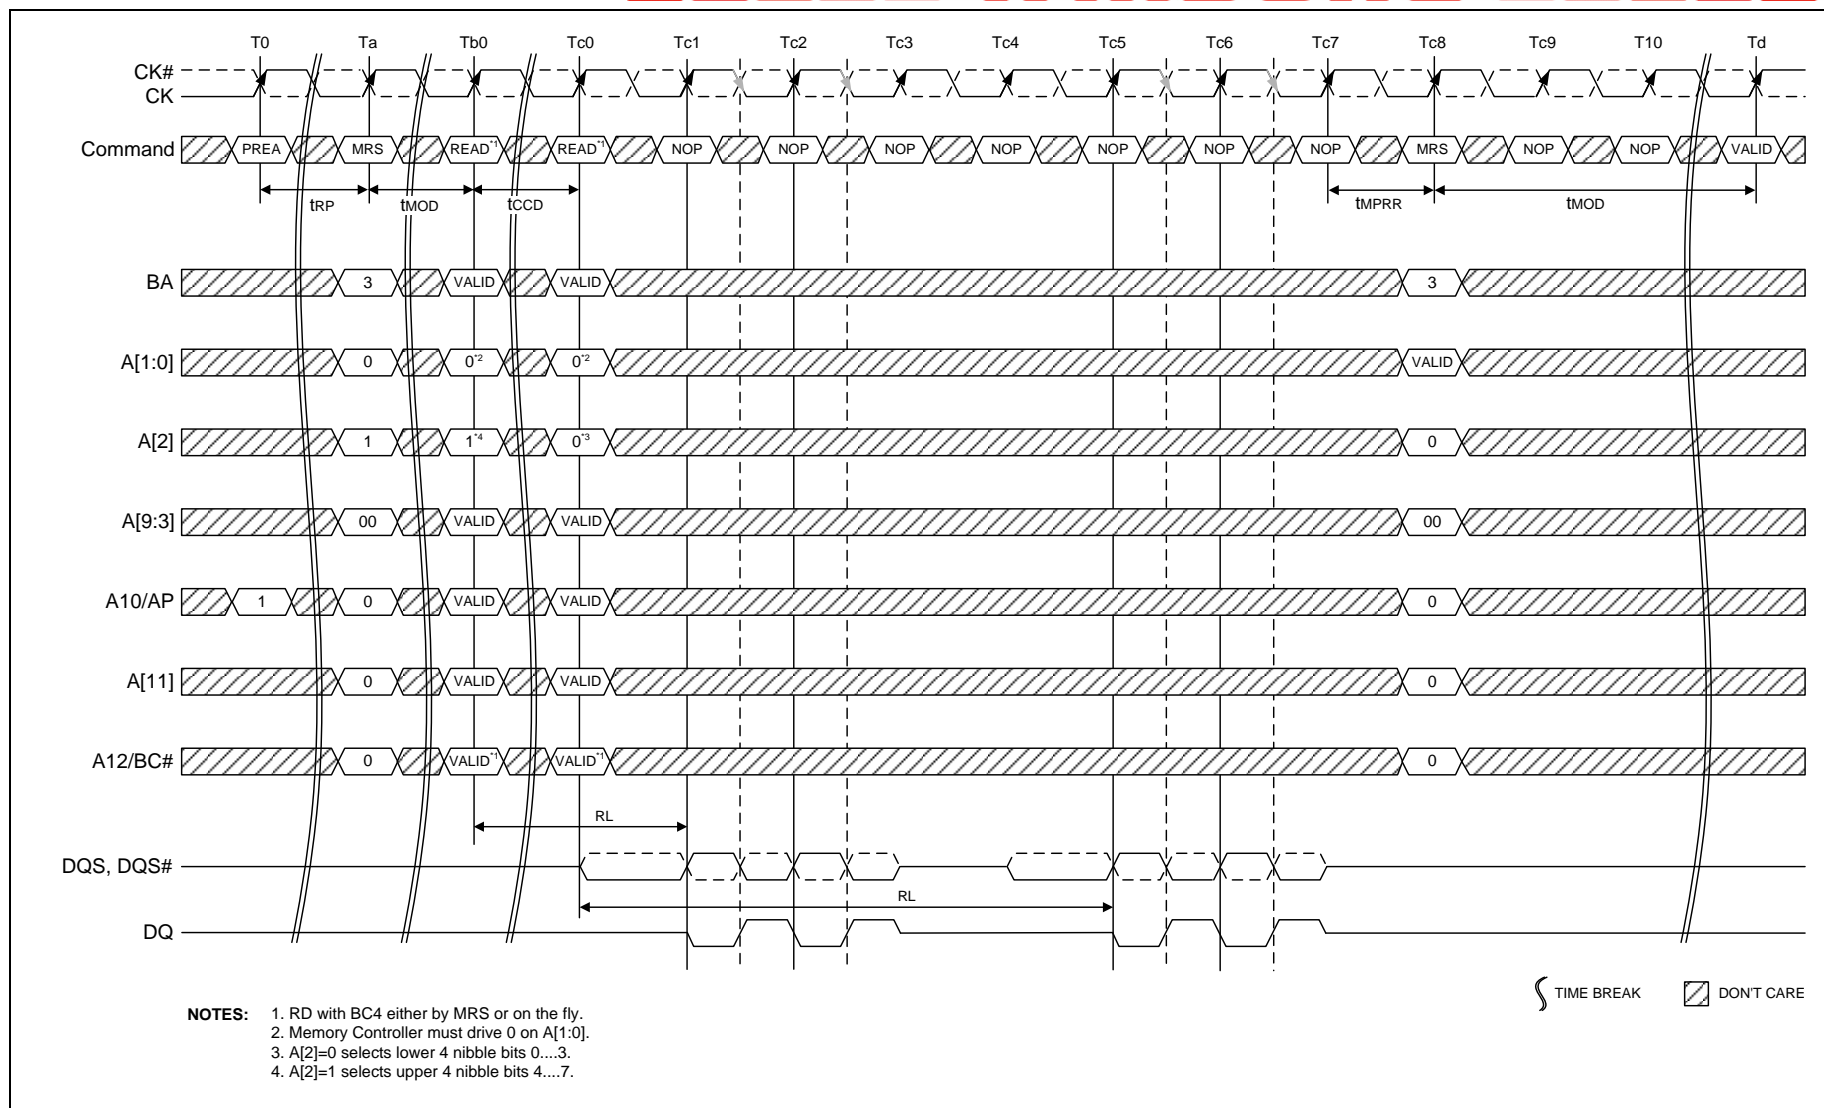 T0 Ta Tb0 Tc0 Tc1 Tc2 Tc3 Tc4 Tc5 Tc6 Tc7 Tc8 Tc9 T10 Td
CK#
CK
Command PREA MRS READ*1 READ*1 NOP NOP NOP NOP NOP NOP NOP MRS NOP NOP VALID
tRP tMOD tCCD tMPRR tMOD
BA 3 VALID VALID 3
A[1:0] 0*2 0*2 0 VALID
A[2] 1 1*4 0*3 0
A[9:3] 00 VALID VALID 00
A10/AP 1 0 VALID VALID 0
A[11] 0 VALID VALID 0
A12/BC# 0 VALID*1 VALID*1 0
RL
DQS, DQS#
RL
DQ
TIME BREAK DON'T CARE
NOTES: 1. RD with BC4 either by MRS or on the fly.
2. Memory Controller must drive 0 on A[1:0].
3. A[2]=0 selects lower 4 nibble bits 0....3.
4. A[2]=1 selects upper 4 nibble bits 4....7.